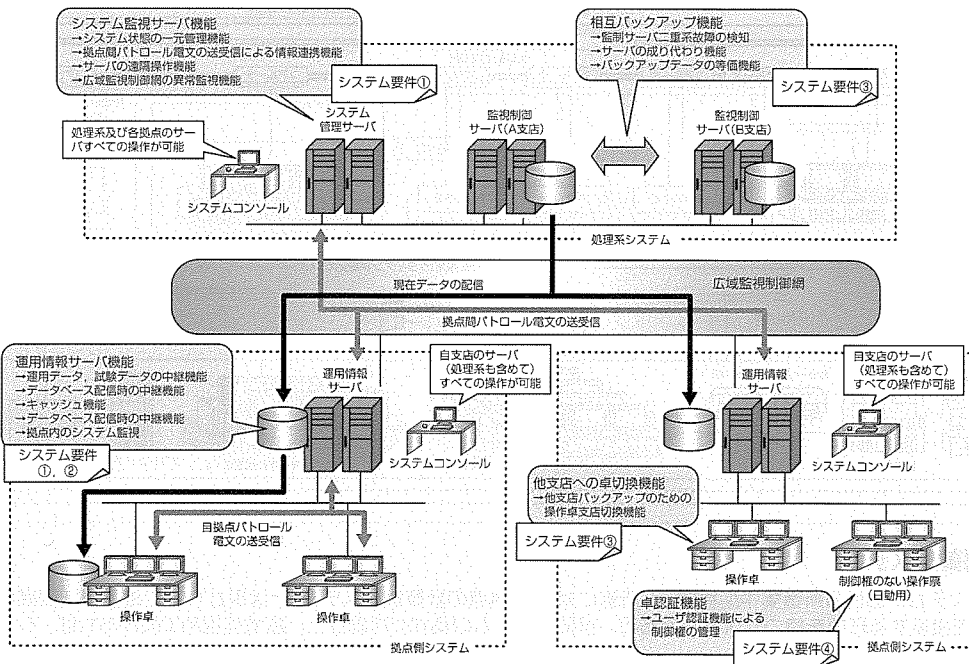 システム監視サーバ機能
→システム状態の一元管理機能
→拠点間パトロール電文の送受信による情報連携機能
→サーバの遠隔操作機能
→広域監視制御網の異常監視機能
システム要件①
相互バックアップ機能
→監制サーバ二重系故障の検知
→サーバの成り代わり機能
→バックアップデータの等価機能
システム要件③
処理系及び各拠点のサー
バすべての操作が可能
システムコンソール
システム
管理サーバ
監視制御
サーバ(A支店)
監視制御
サーバ(B支店)
処理系システム
現在データの配信
広域監視制御網
拠点間パトロール電文の送受信
運用情報サーバ機能
→運用データ，試験データの中継機能
→データベース配信時の中継機能
→キャッシュ機能
→データベース配信時の中継機能
→拠点内のシステム監視
システム要件
①，②
運用情報
サーバ
自支店のサーバ
（処理系も含めて）
すべての操作が可能
システムコンソール
自拠点パトロール
電文の送受信
操作卓
操作卓
拠点側システム
運用情報
サーバ
自支店のサーバ
（処理系も含めて）
すべての操作が可能
システムコンソール
他支店への卓切換機能
→他支店バックアップのための
操作卓支店切換機能
システム要件③
操作卓
制御権のない操作票
（日勤用）
卓認証機能
→ユーザ認証機能による
制御権の管理
システム要件④
拠点側システム